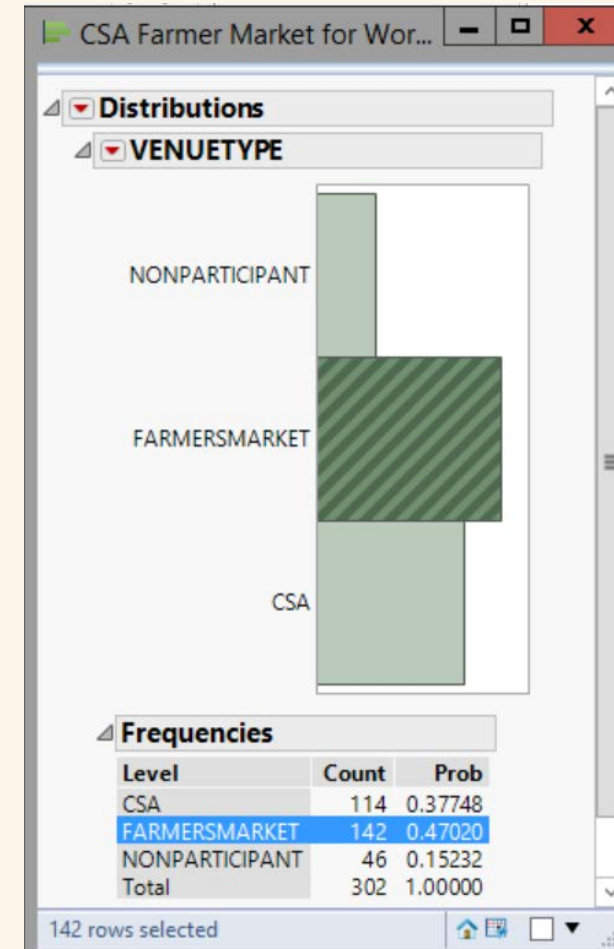 CSA Farmer Market for Wor...
Distributions
VENUETYPE
NONPARTICIPANT
FARMERSMARKET
CSA
Frequencies
Level Count Prob
CSA 114 0.37748
FARMERSMARKET 142 0.47020
NONPARTICIPANT 46 0.15232
Total 302 1.00000
142 rows selected